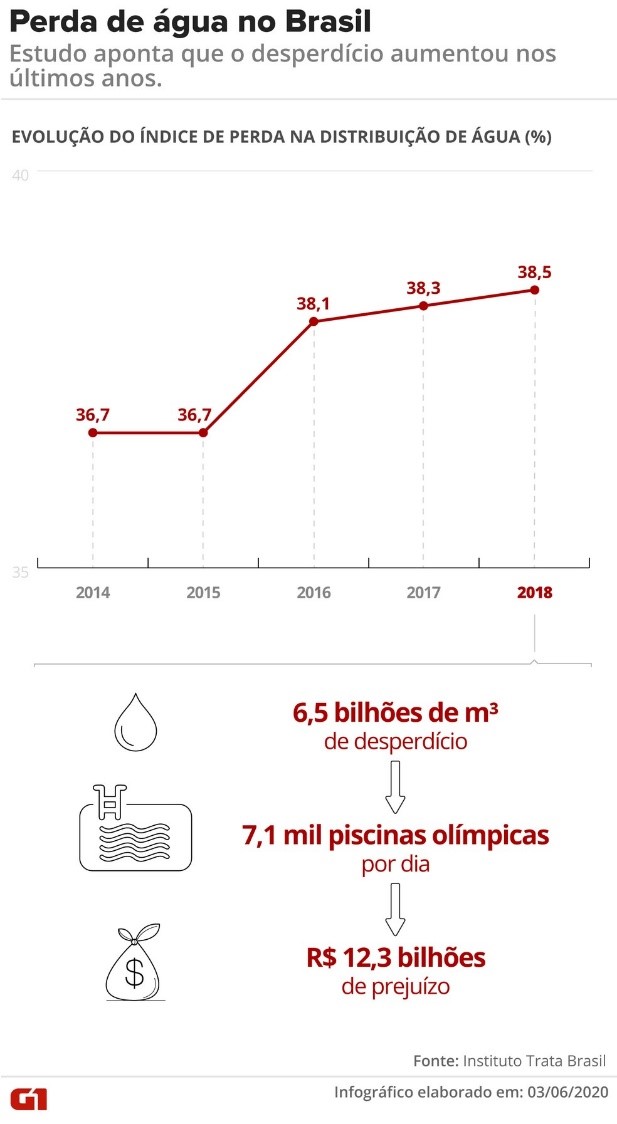 Perda de água no Brasil
Estudo aponta que o desperdício aumentou nos
últimos anos.
EVOLUÇÃO DO ÍNDICE DE PERDA NA DISTRIBUIÇÃO DE ÁGUA (%)
40
38,5
38,3
38,1
36,7
36,7
35
2014 2015 2016 2017 2018
6,5 bilhões de m³
de desperdício
7,1 mil piscinas olímpicas
por dia
$
R$ 12,3 bilhões
de prejuízo
Fonte: Instituto Trata Brasil
G1
Infográfico elaborado em: 03/06/2020